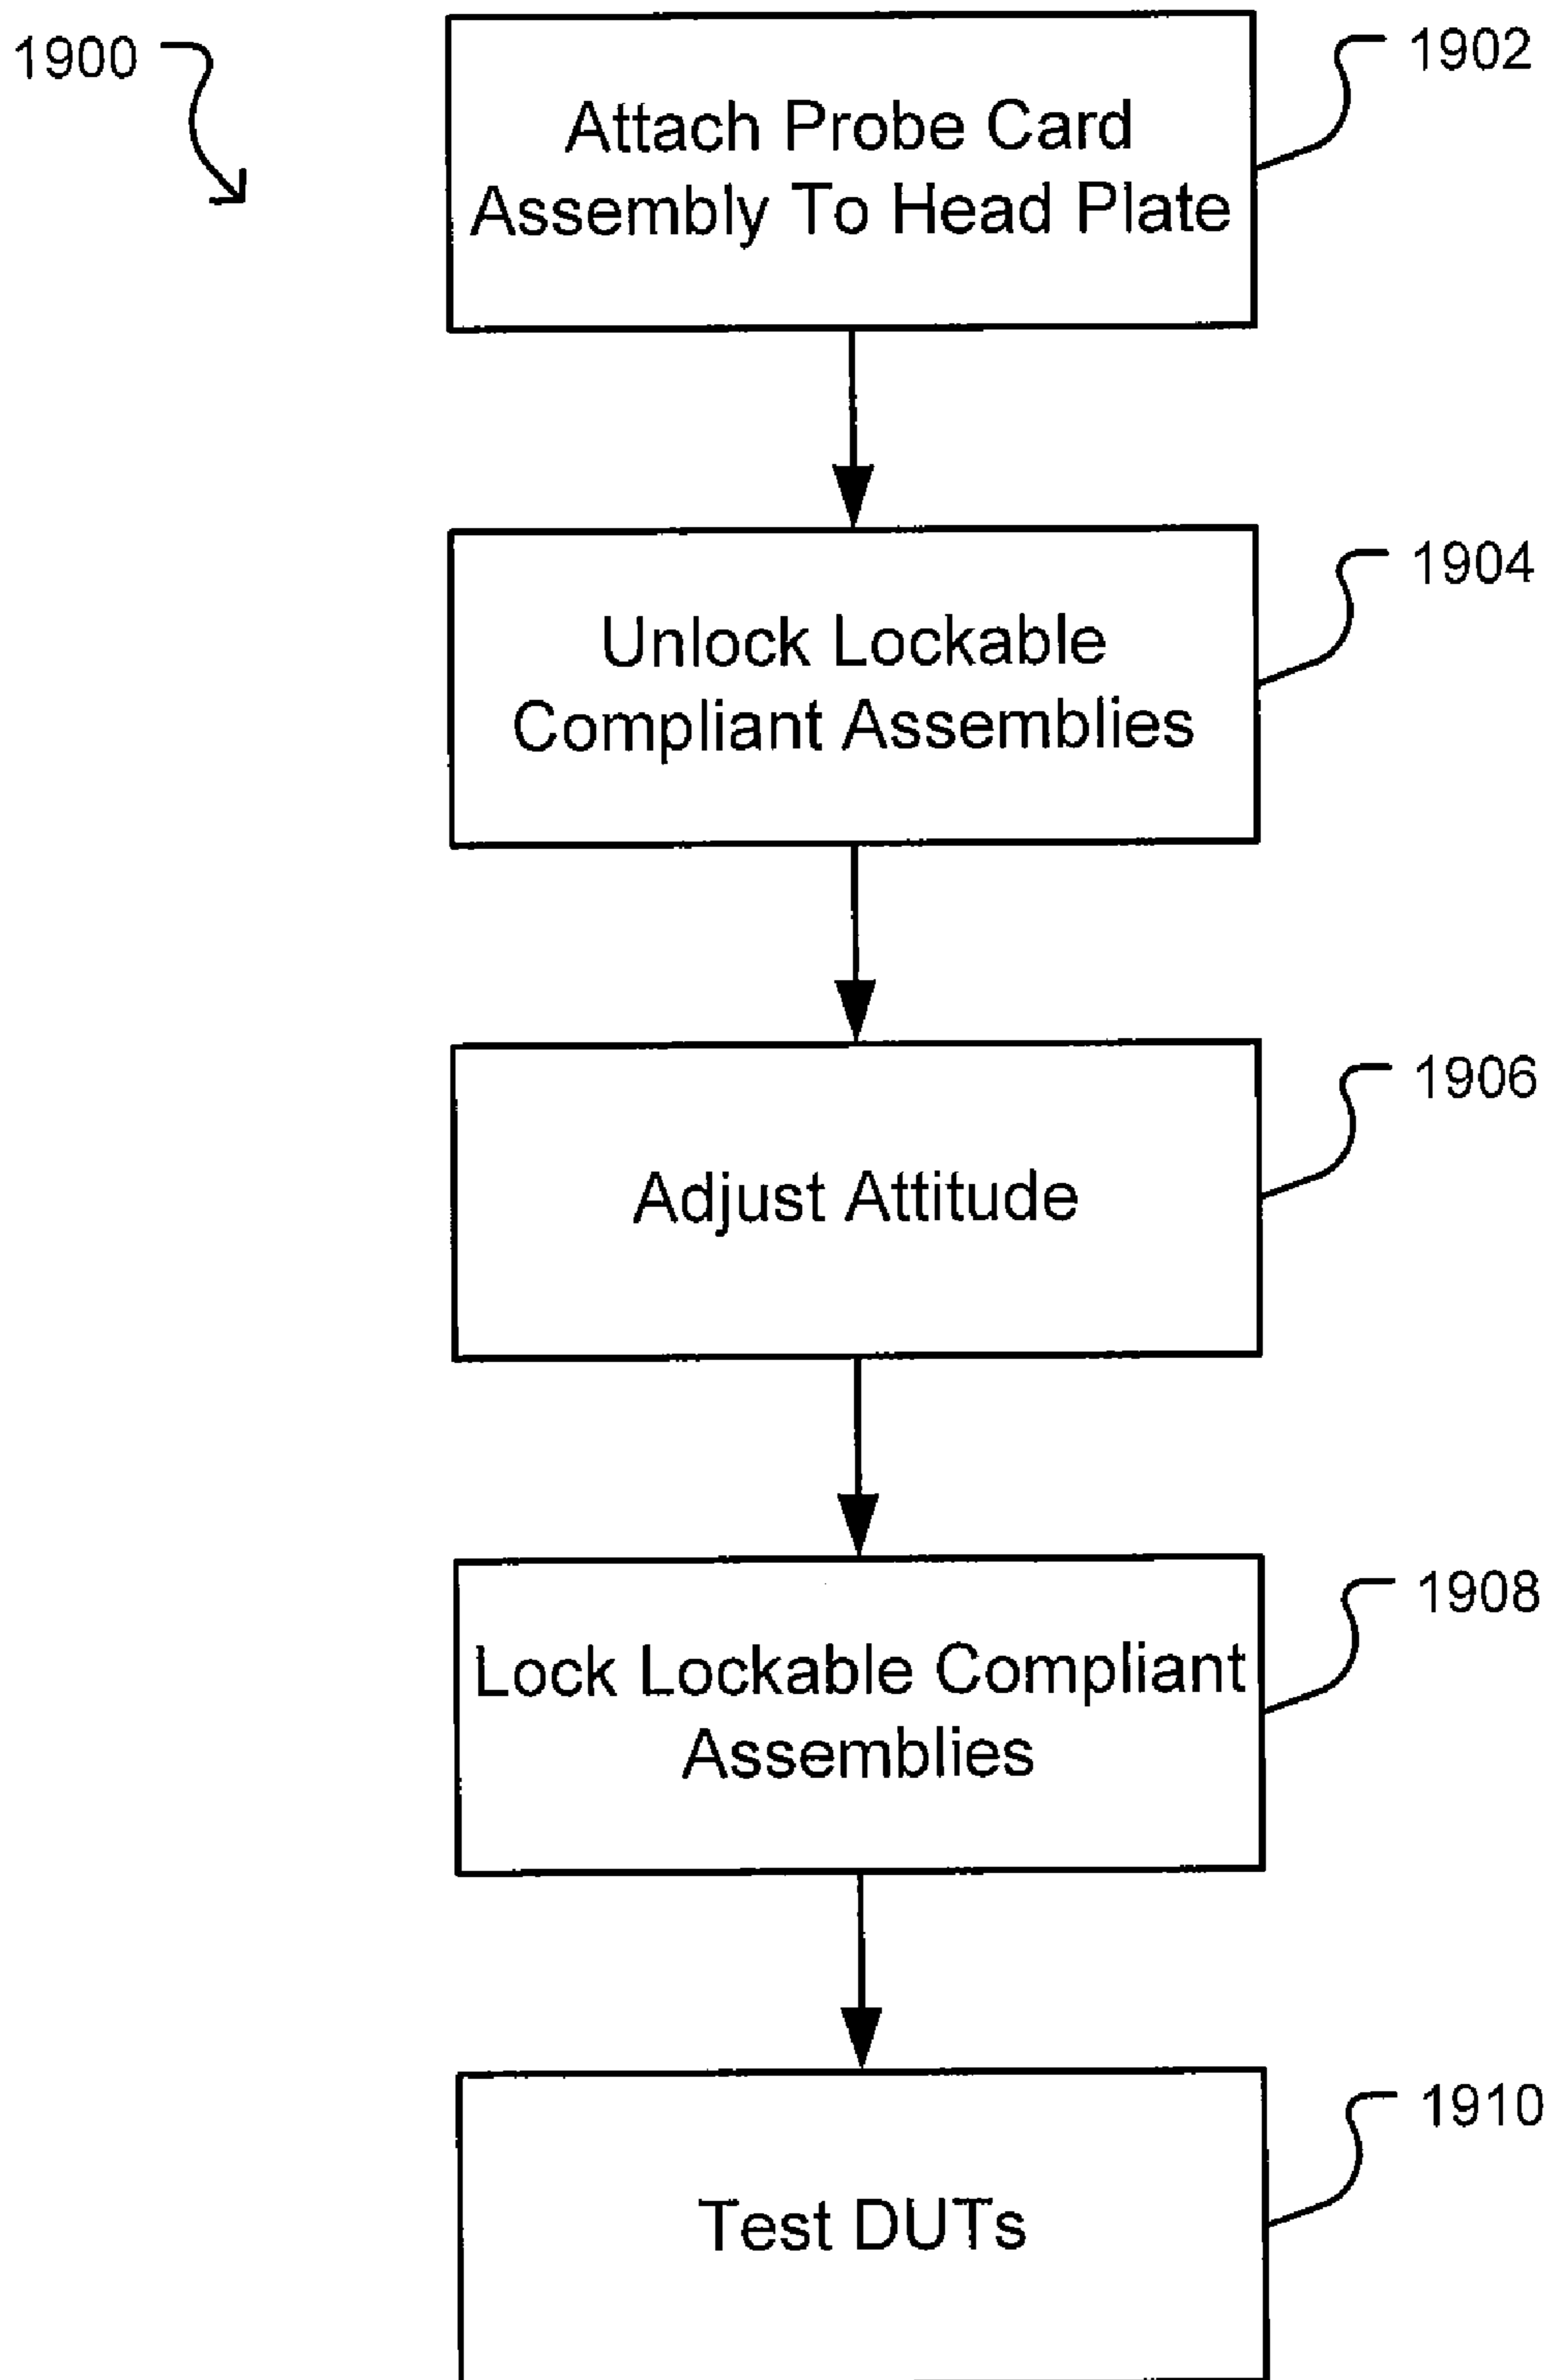 1900
1902
Attach Probe Card
Assembly To Head Plate
1904
Unlock Lockable
Compliant Assemblies
1906
Adjust Attitude
1908
Lock Lockable Compliant
Assemblies
1910
Test DUTs